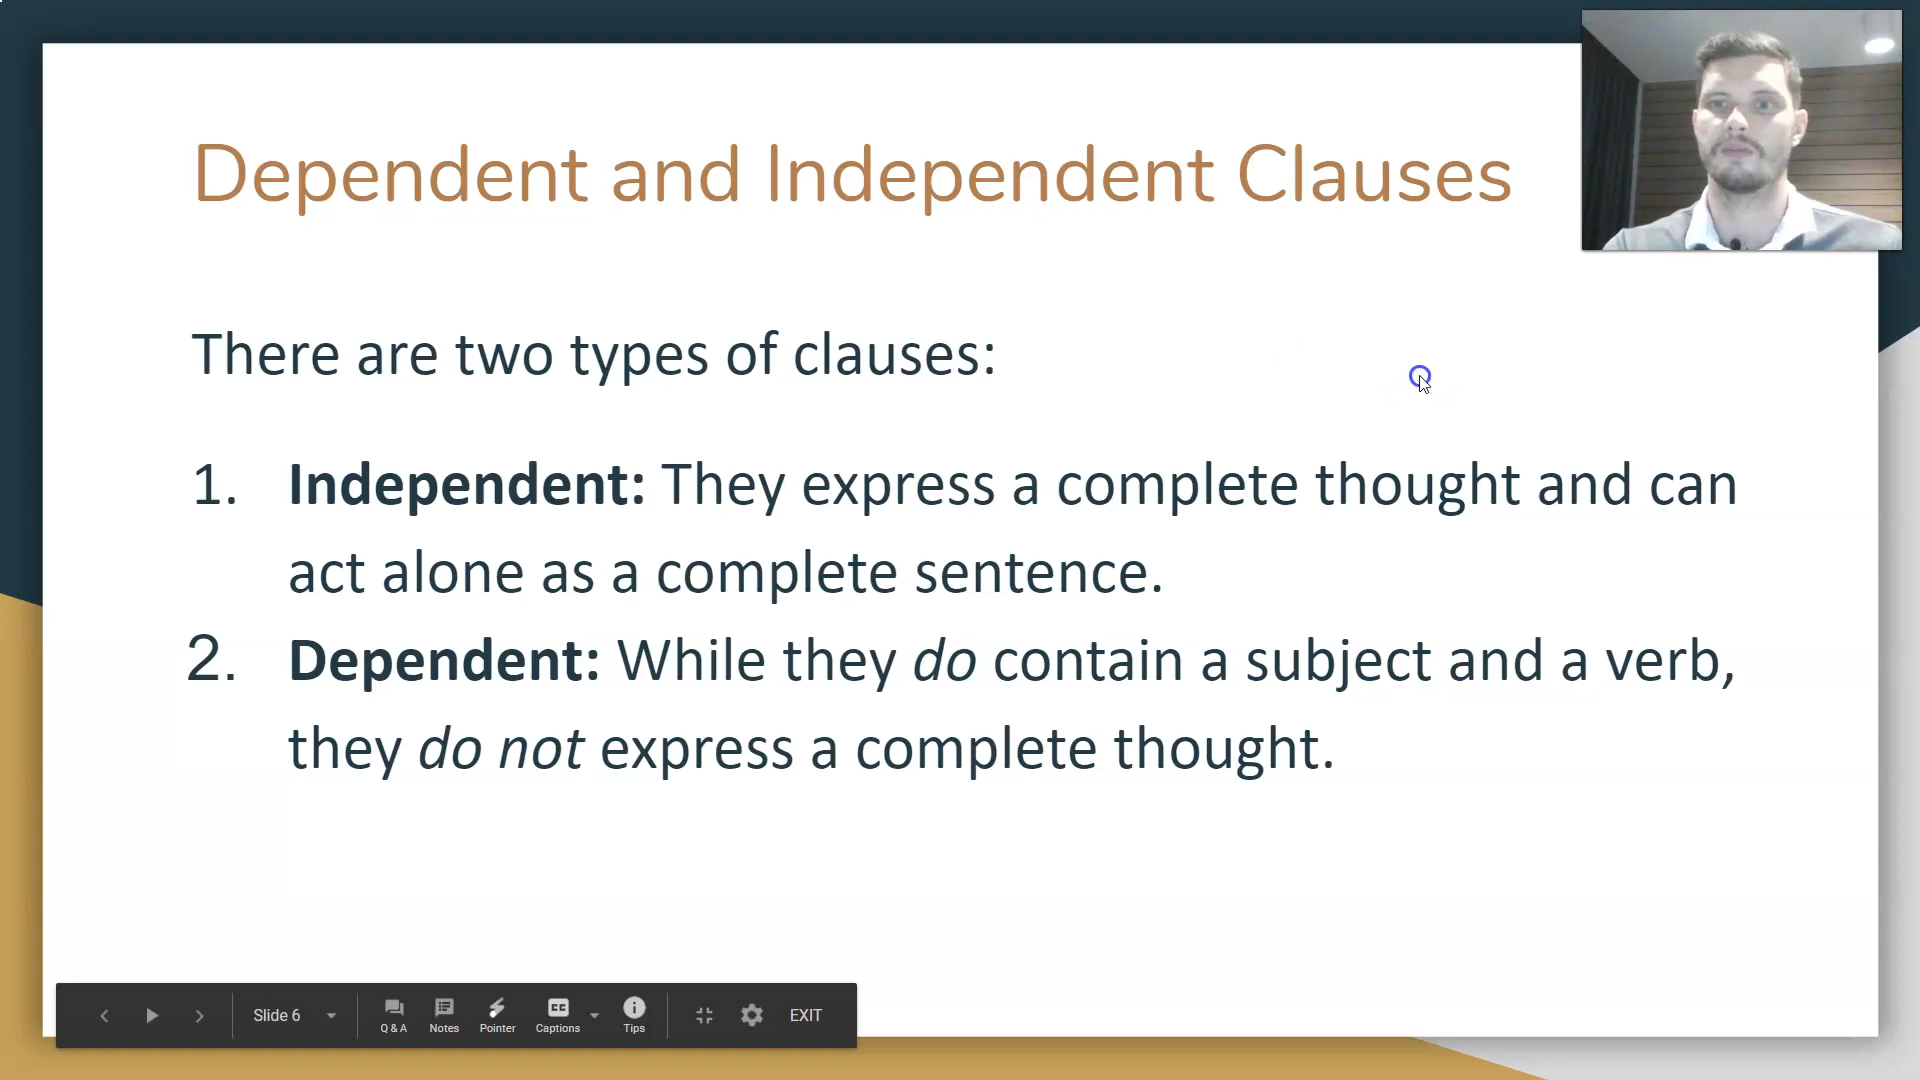 Dependent and Independent Clauses
There are two types of clauses:
1. Independent: They express a complete thought and can
act alone as a complete sentence.
2. Dependent: While they do contain a subject and a verb,
they do not express a complete thought.
Slide 6
Q & A
Notes
Pointer
CC
Captions
Tips
EXIT